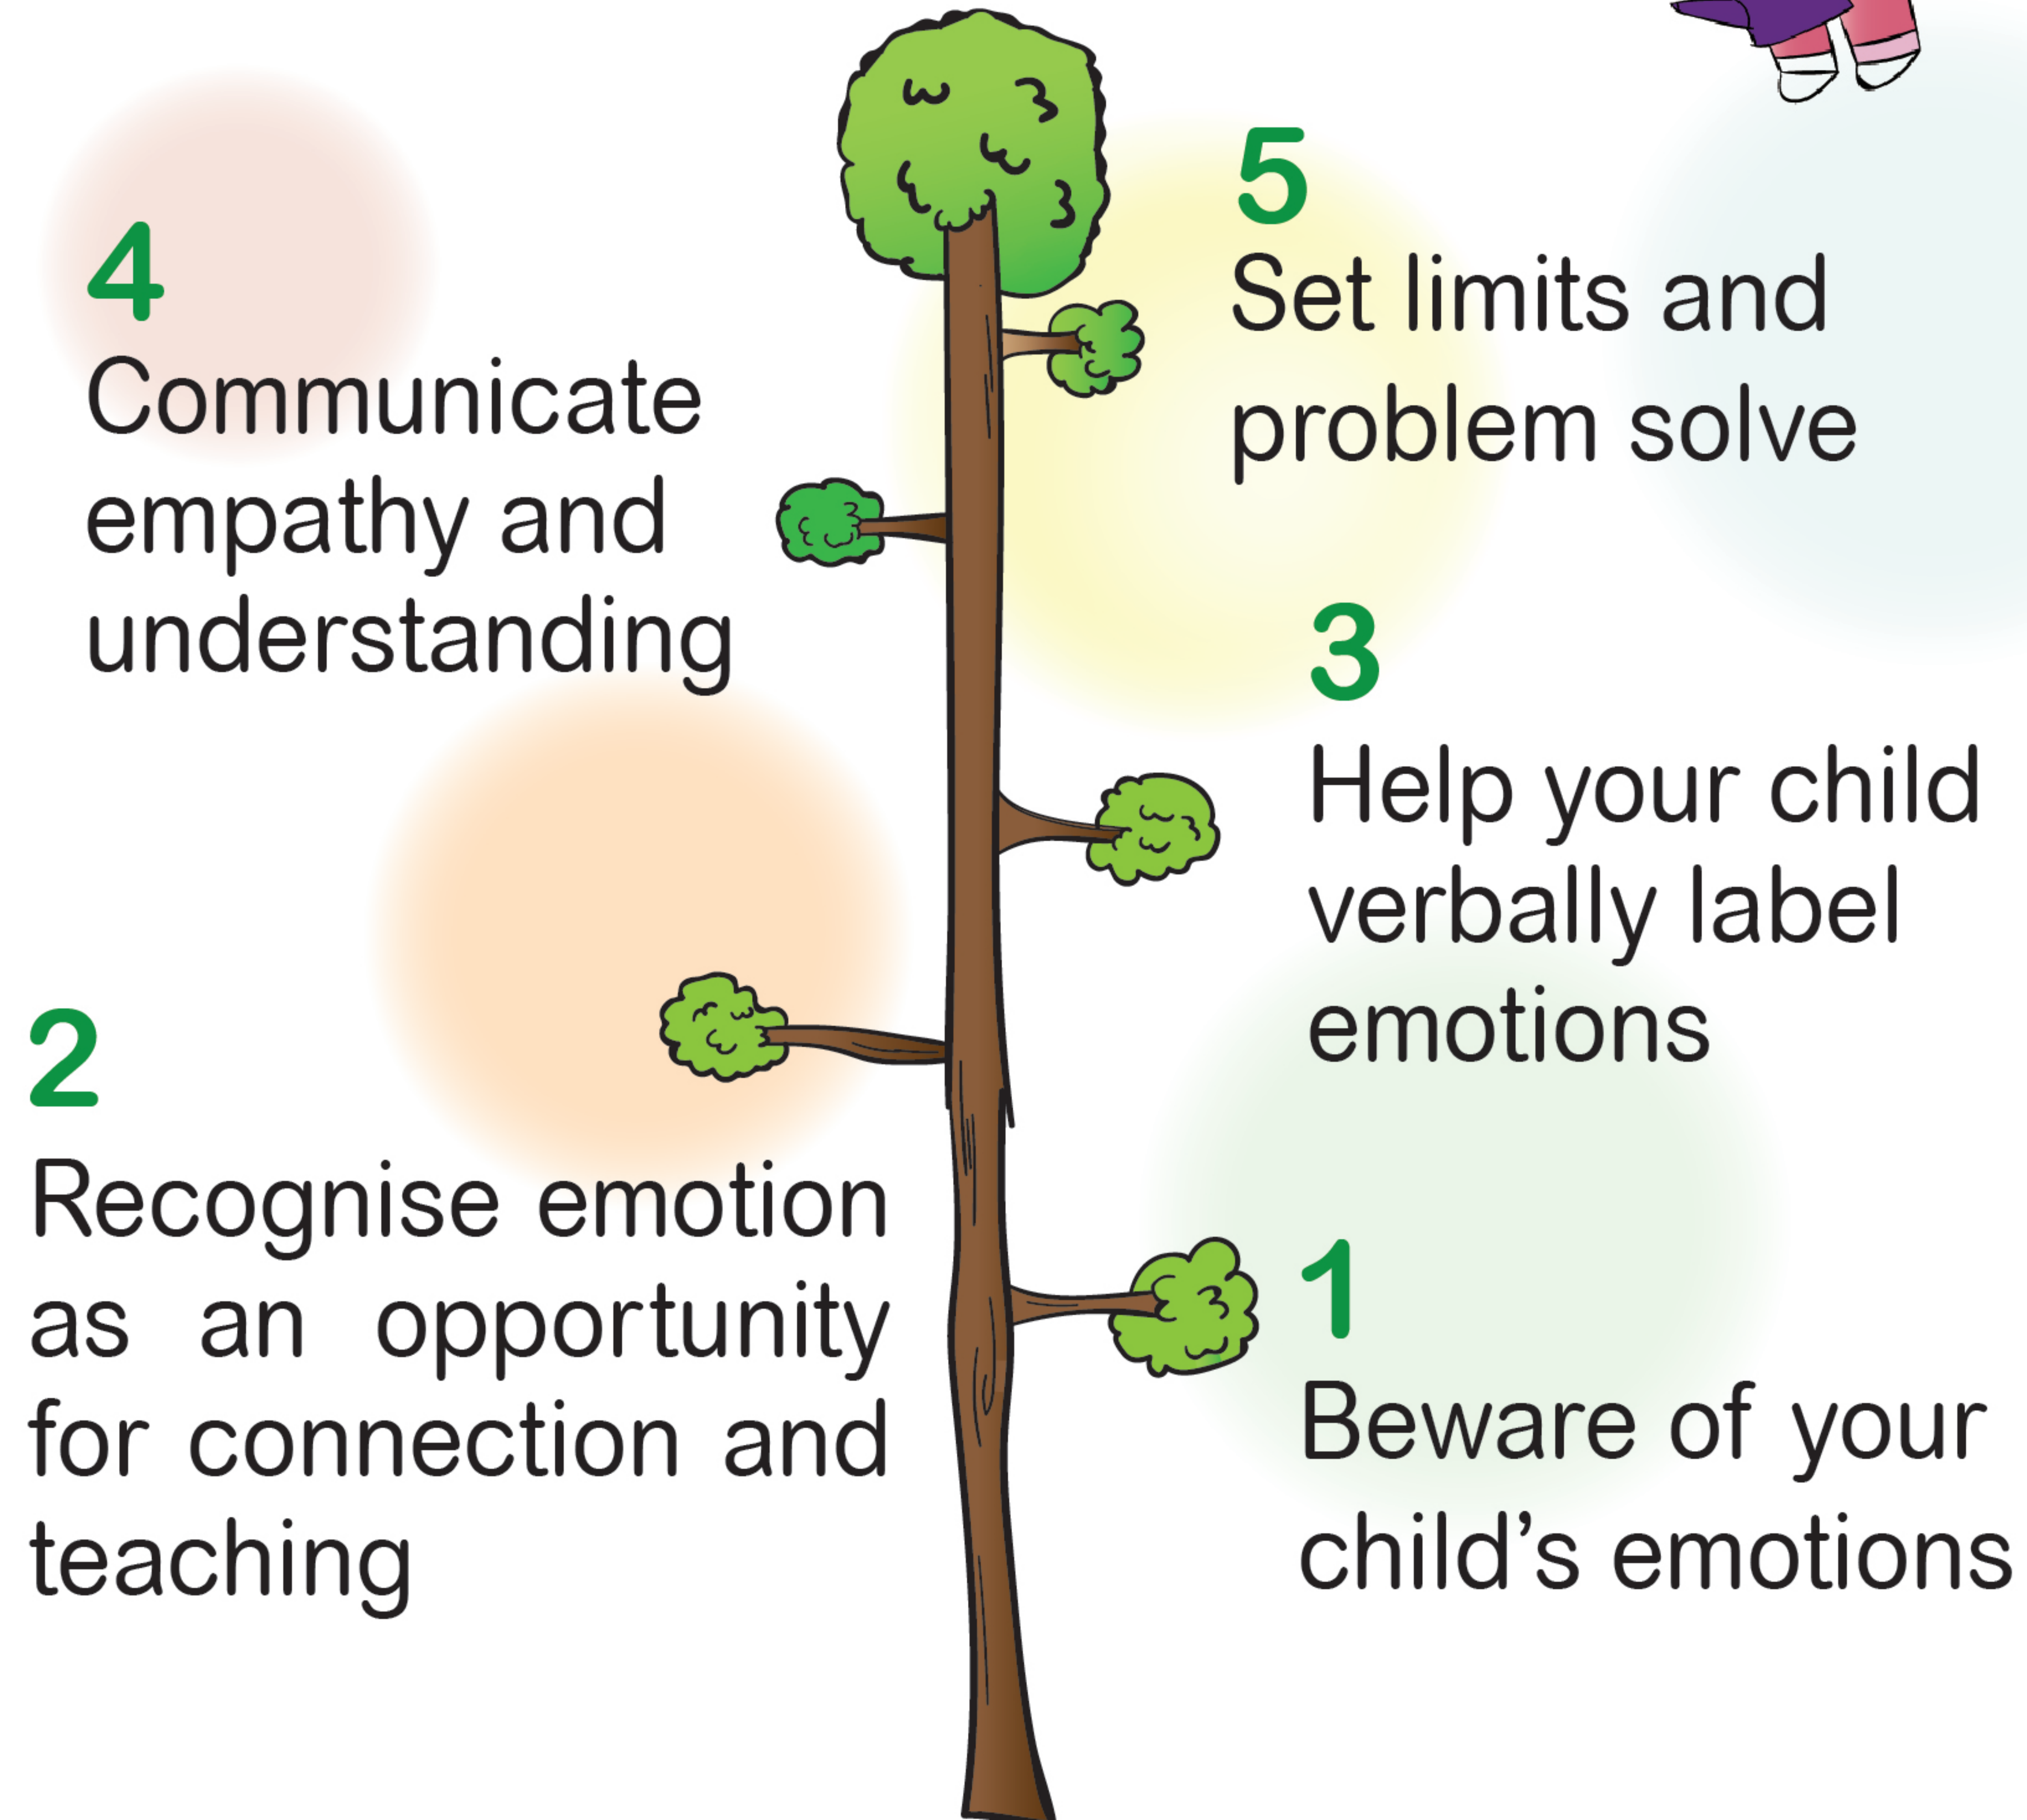 5
Set limits and
problem solve
4
Communicate
empathy and
understanding
3
Help your child
verbally label
emotions
2
Recognise emotion
as an opportunity
for connection and
teaching
1
Beware of your
child’s emotions